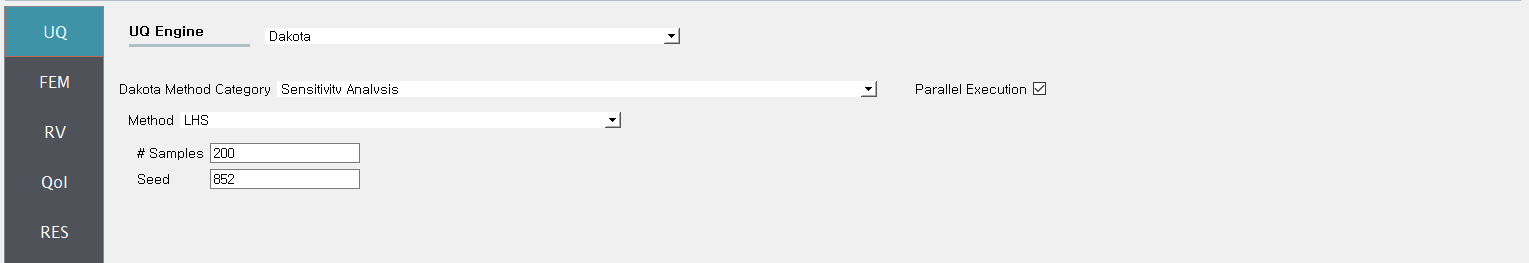 UQ
FEM
RV
QoI
RES
UQ Engine Dakota
Dakota Method Category Sensitivity Analysis Parallel Execution
Method LHS
# Samples 200
Seed 852